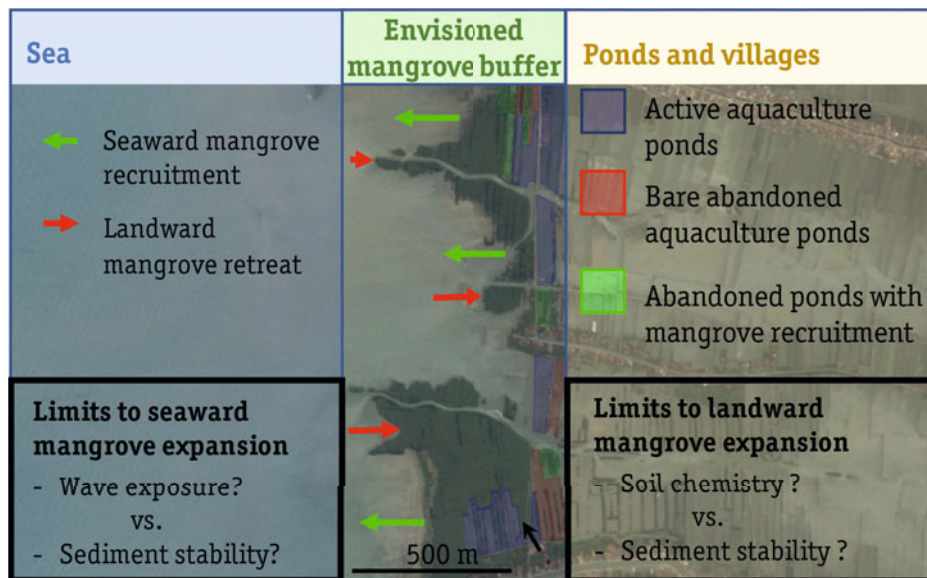 Sea
Envisioned
mangrove buffer
Ponds and villages
Seaward mangrove
recruitment
Landward
mangrove retreat
Active aquaculture
ponds
Bare abandoned
aquaculture ponds
Abandoned ponds with
mangrove recruitment
Limits to seaward
mangrove expansion
- Wave exposure?
vs.
- Sediment stability?
500 m
Limits to landward
mangrove expansion
- Soil chemistry ?
vs.
- Sediment stability ?